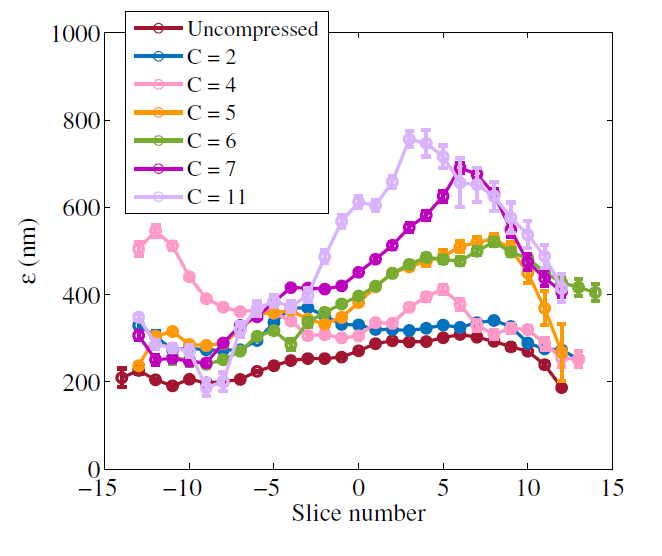 Uncompressed
C = 2
C = 4
C = 5
C = 6
C = 7
C = 11
1000
800
600
400
200
0
ε (nm)
−15 −10 −5 0 5 10 15
Slice number